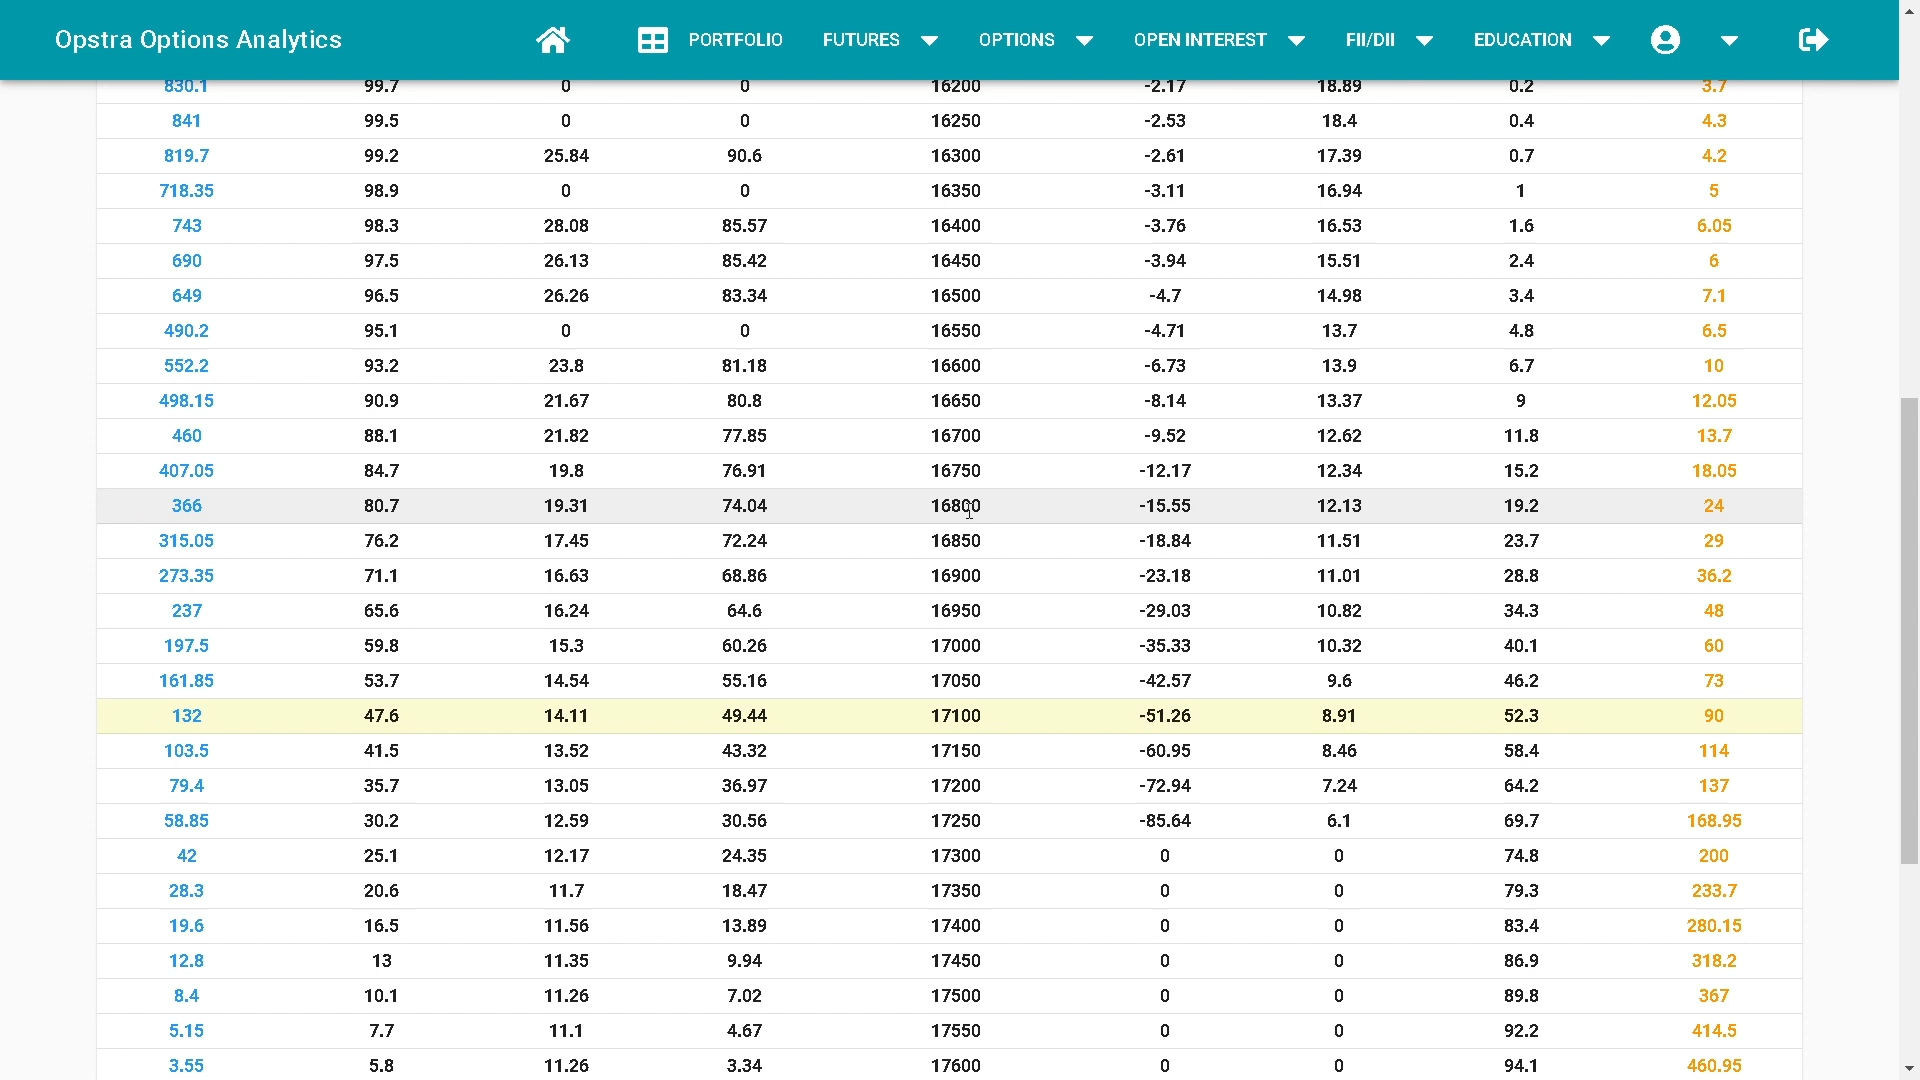 Opstra Options Analytics PORTFOLIO FUTURES OPTIONS OPEN INTEREST FII/DII EDUCATION
830.1 99.7 0 0 16200 -2.17 18.89 0.2 3.7
841 99.5 0 0 16250 -2.53 18.4 0.4 4.3
819.7 99.2 25.84 90.6 16300 -2.61 17.39 0.7 4.2
718.35 98.9 0 0 16350 -3.11 16.94 1 5
743 98.3 28.08 85.57 16400 -3.76 16.53 1.6 6.05
690 97.5 26.13 85.42 16450 -3.94 15.51 2.4 6
649 96.5 26.26 83.34 16500 -4.7 14.98 3.4 7.1
490.2 95.1 0 0 16550 -4.71 13.7 4.8 6.5
552.2 93.2 23.8 81.18 16600 -6.73 13.9 6.7 10
498.15 90.9 21.67 80.8 16650 -8.14 13.37 9 12.05
460 88.1 21.82 77.85 16700 -9.52 12.62 11.8 13.7
407.05 84.7 19.8 76.91 16750 -12.17 12.34 15.2 18.05
366 80.7 19.31 74.04 16800 -15.55 12.13 19.2 24
315.05 76.2 17.45 72.24 16850 -18.84 11.51 23.7 29
273.35 71.1 16.63 68.86 16900 -23.18 11.01 28.8 36.2
237 65.6 16.24 64.6 16950 -29.03 10.82 34.3 48
197.5 59.8 15.3 60.26 17000 -35.33 10.32 40.1 60
161.85 53.7 14.54 55.16 17050 -42.57 9.6 46.2 73
132 47.6 14.11 49.44 17100 -51.26 8.91 52.3 90
103.5 41.5 13.52 43.32 17150 -60.95 8.46 58.4 114
79.4 35.7 13.05 36.97 17200 -72.94 7.24 64.2 137
58.85 30.2 12.59 30.56 17250 -85.64 6.1 69.7 168.95
42 25.1 12.17 24.35 17300 0 0 74.8 200
28.3 20.6 11.7 18.47 17350 0 0 79.3 233.7
19.6 16.5 11.56 13.89 17400 0 0 83.4 280.15
12.8 13 11.35 9.94 17450 0 0 86.9 318.2
8.4 10.1 11.26 7.02 17500 0 0 89.8 367
5.15 7.7 11.1 4.67 17550 0 0 92.2 414.5
3.55 5.8 11.26 3.34 17600 0 0 94.1 460.95